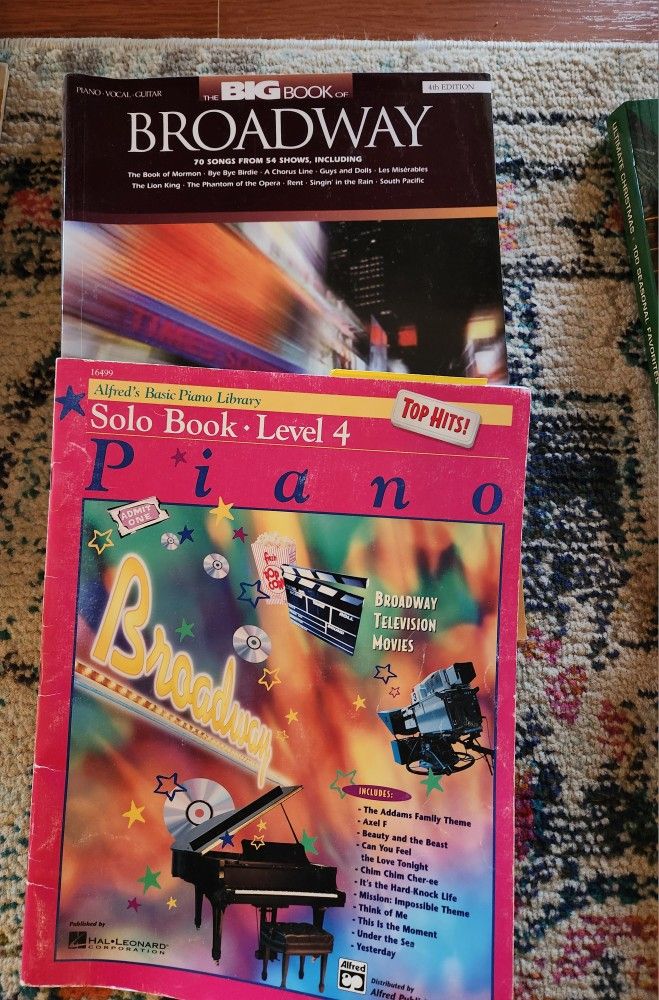 PIANO · VOCAL · GUITAR
THE BIG BOOK OF
4th EDITION
BROADWAY
70 SONGS FROM 54 SHOWS, INCLUDING
The Book of Mormon · Bye Bye Birdie · A Chorus Line · Guys and Dolls · Les Misérables
The Lion King · The Phantom of the Opera · Rent · Singin' in the Rain · South Pacific
ULTIMATE CHRISTMAS · 100 SEASONAL FAVORITES
16499
Alfred's Basic Piano Library
Solo Book · Level 4
TOP HITS!
Piano
ADMIT
ONE
BROADWAY
TELEVISION
MOVIES
Broadway
INCLUDES:
- The Addams Family Theme
- Axel F
- Beauty and the Beast
- Can You Feel
the Love Tonight
- Chim Chim Cher-ee
- It's the Hard-Knock Life
- Mission: Impossible Theme
- Think of Me
- This Is the Moment
- Under the Sea
- Yesterday
Published by
HAL·LEONARD
CORPORATION
Alfred
Distributed by